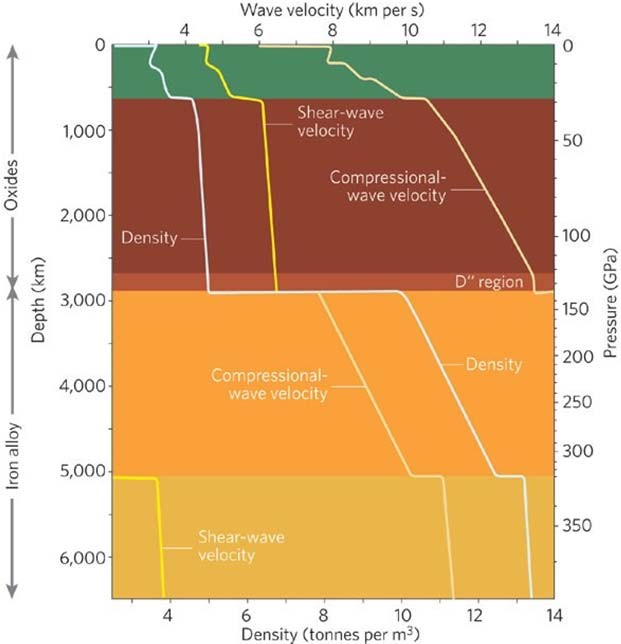 Wave velocity (km per s)
4 6 8 10 12 14
0 0
Shear-wave
velocity
1,000
50
Compressional-
wave velocity
Oxides
2,000
Density
100
D″ region
3,000
150
Depth (km)
Pressure (GPa)
Density
200
Compressional-
wave velocity
4,000
250
Iron alloy
300
5,000
350
Shear-wave
velocity
6,000
4 6 8 10 12 14
Density (tonnes per m³)